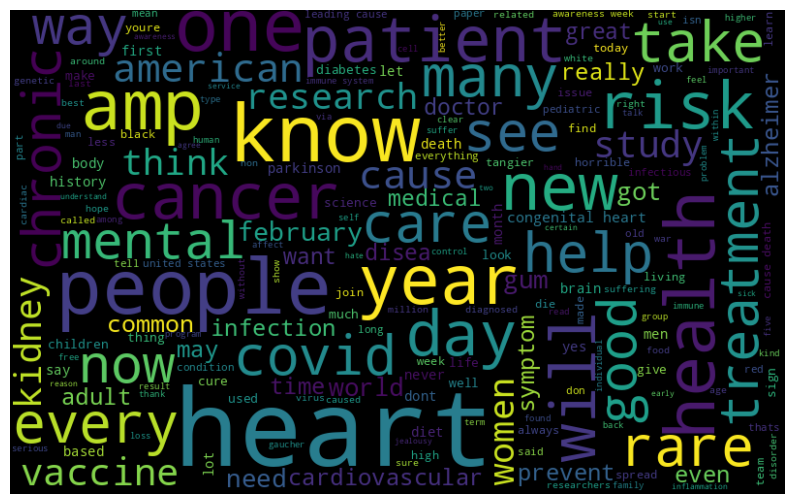 way one patient great take
mean youre leading cause paper related awareness week start use isn higher learn
around awareness first diabetes let cell better today
american many really work feel important
genetic make last immune system white
amp research doctor issue pediatric right talk
best service type via clear suffer find within
chronic due black human know death see study risk alzheimer
part man less agree non everything
body think parkinson horrible infectious problem
history cause tangier new got
cardiac called hope among science medical
understand cancer self two month congenital heart certain
mental february care help old war
tell affect control want disea look
united states hate without show living
people year join million gum brain suffering
kidney common diagnosed die health treatment
program infection much long read made group immune sick
children thing now may covid day symptom good men
free condition week yes food kind
say reason result cure life never give red sign
adult thank time world well dont women will individual age
every used virus caused don early cause death five
based heart diet found back thats
loss gaucher term always rare
serious jealousy said
vaccine lot need cardiovascular high prevent spread even team disorder
sure researchers family inflammation